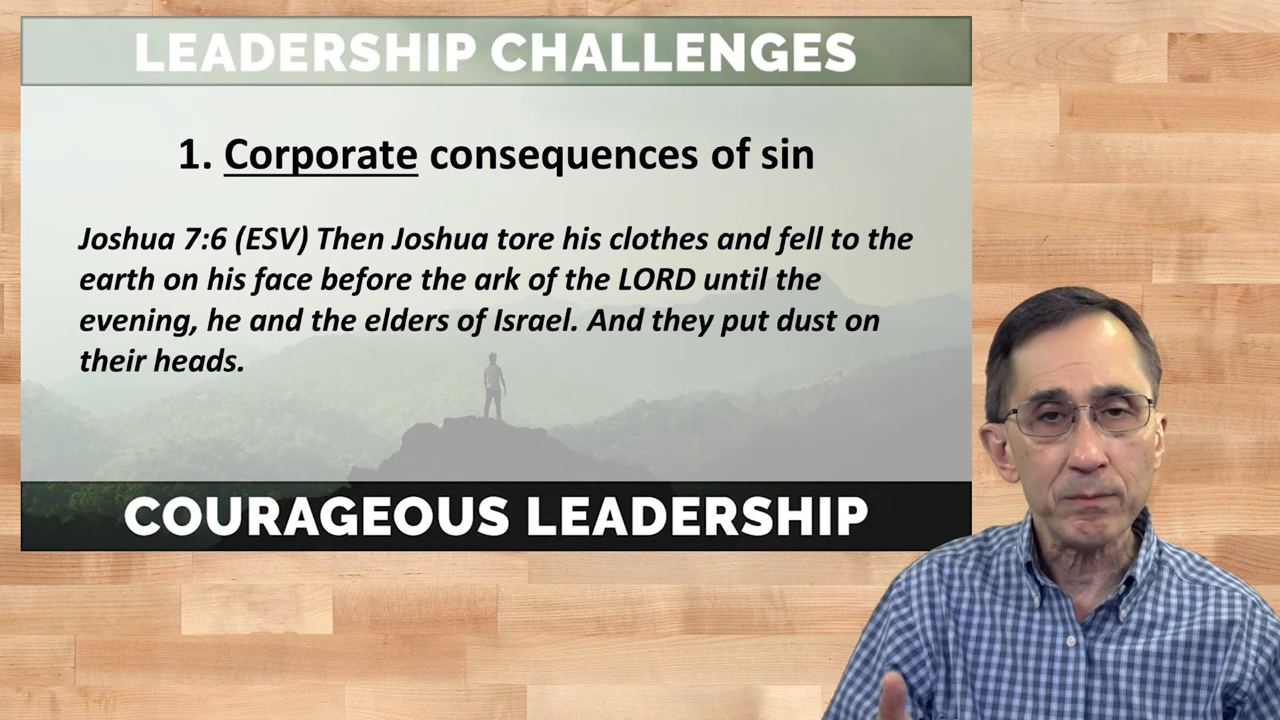 LEADERSHIP CHALLENGES
1. Corporate consequences of sin
Joshua 7:6 (ESV) Then Joshua tore his clothes and fell to the
earth on his face before the ark of the LORD until the
evening, he and the elders of Israel. And they put dust on
their heads.
COURAGEOUS LEADERSHIP